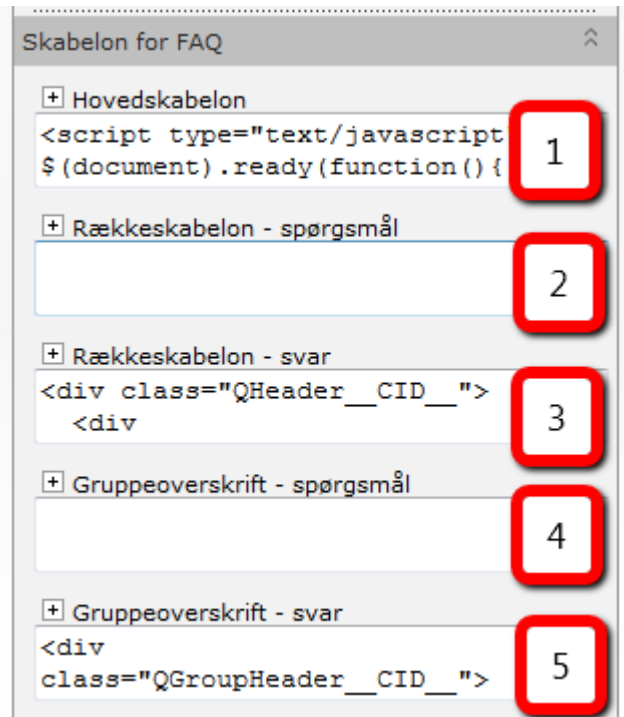 Skabelon for FAQ
Hovedskabelon
<script type="text/javascript"
$(document).ready(function(){
1
Rækkeskabelon - spørgsmål
2
Rækkeskabelon - svar
<div class="QHeader__CID__">
<div
3
Gruppeoverskrift - spørgsmål
4
Gruppeoverskrift - svar
<div
class="QGroupHeader__CID__">
5